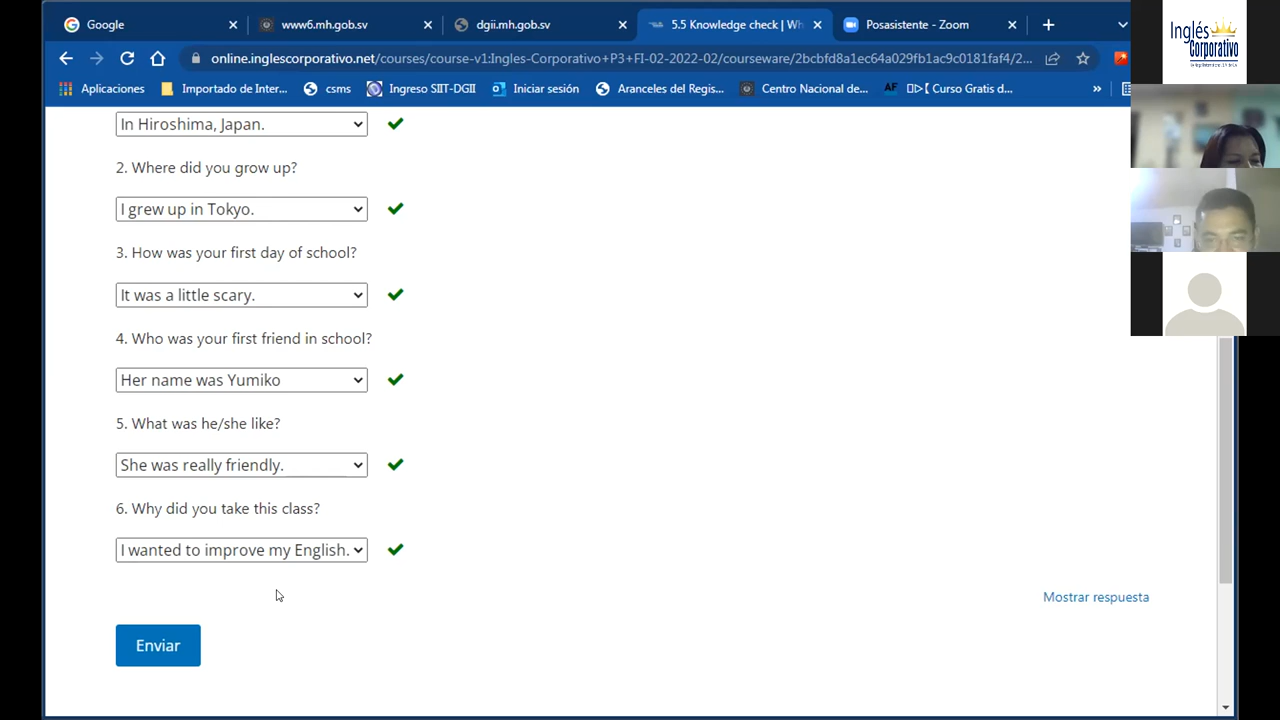 Google
www6.mh.gob.sv
dgii.mh.gob.sv
5.5 Knowledge check | Wh
Posasistente - Zoom
online.inglescorporativo.net/courses/course-v1:Ingles-Corporativo+P3+FI-02-2022-02/courseware/2bcbfd8a1ec64a029fb1ac9c0181faf4/2...
Aplicaciones
Importado de Inter...
csms
Ingreso SIIT-DGII
Iniciar sesión
Aranceles del Regis...
Centro Nacional de...
Curso Gratis d...
»
Inglés
Corporativo
In Hiroshima, Japan.
2. Where did you grow up?
I grew up in Tokyo.
3. How was your first day of school?
It was a little scary.
4. Who was your first friend in school?
Her name was Yumiko
5. What was he/she like?
She was really friendly.
6. Why did you take this class?
I wanted to improve my English.
Mostrar respuesta
Enviar